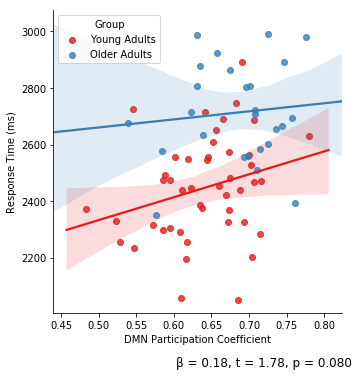 Group
Young Adults
Older Adults
3000
2800
2600
2400
2200
Response Time (ms)
0.45 0.50 0.55 0.60 0.65 0.70 0.75 0.80
DMN Participation Coefficient
β = 0.18, t = 1.78, p = 0.080